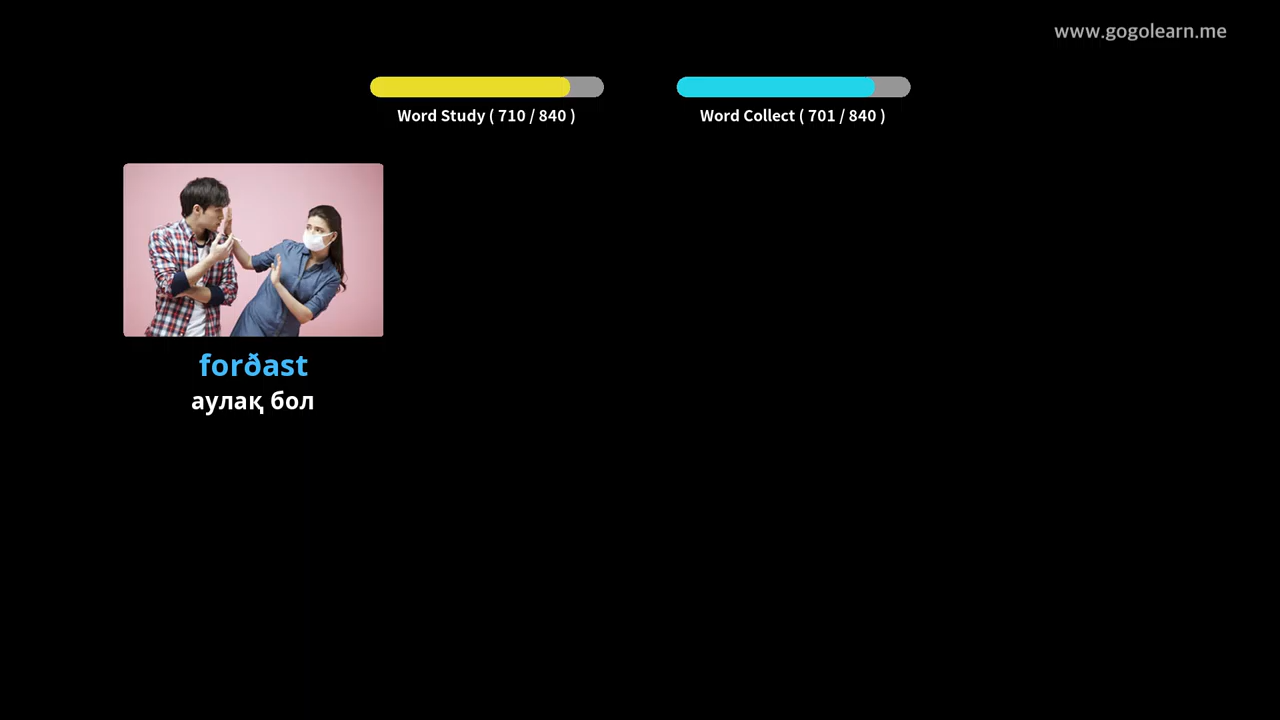 www.gogolearn.me
Word Study ( 710 / 840 )
Word Collect ( 701 / 840 )
forðast
аулақ бол